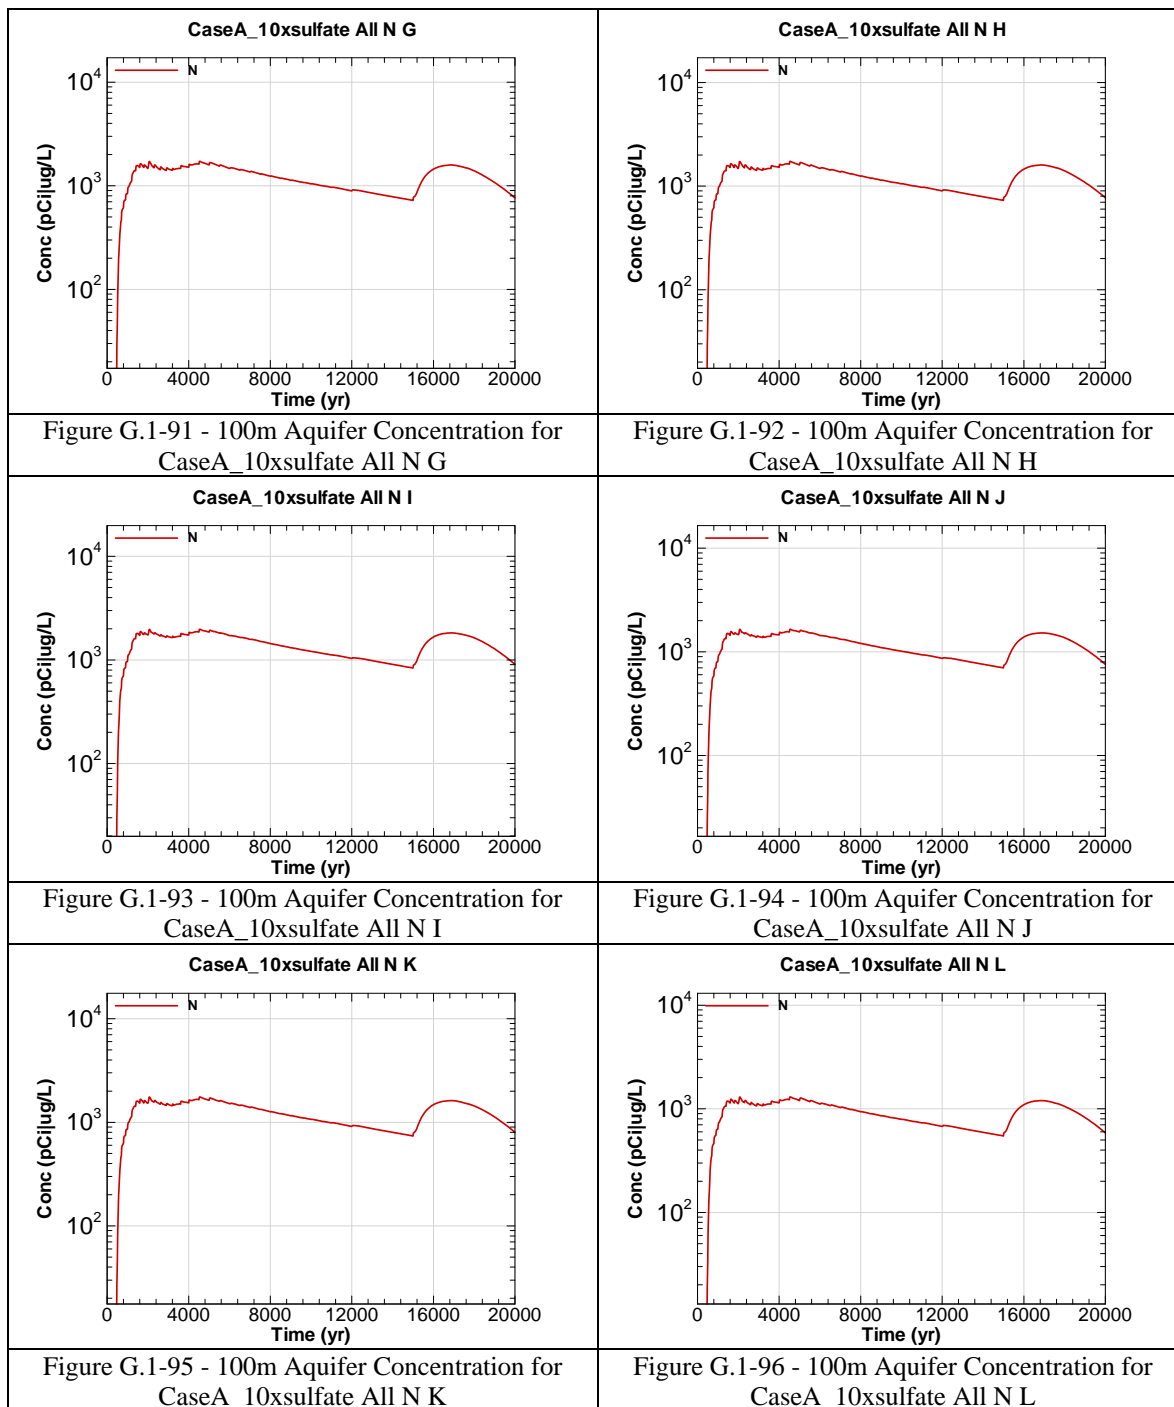 CaseA_10xsulfate All N G
10^4
N
10^3
10^2
Conc (pCi|ug/L)
0 4000 8000 12000 16000 20000
Time (yr)
Figure G.1-91 - 100m Aquifer Concentration for
CaseA_10xsulfate All N G
CaseA_10xsulfate All N H
10^4
N
10^3
10^2
Conc (pCi|ug/L)
0 4000 8000 12000 16000 20000
Time (yr)
Figure G.1-92 - 100m Aquifer Concentration for
CaseA_10xsulfate All N H
CaseA_10xsulfate All N I
N
10^4
10^3
10^2
Conc (pCi|ug/L)
0 4000 8000 12000 16000 20000
Time (yr)
Figure G.1-93 - 100m Aquifer Concentration for
CaseA_10xsulfate All N I
CaseA_10xsulfate All N J
N
10^4
10^3
10^2
Conc (pCi|ug/L)
0 4000 8000 12000 16000 20000
Time (yr)
Figure G.1-94 - 100m Aquifer Concentration for
CaseA_10xsulfate All N J
CaseA_10xsulfate All N K
N
10^4
10^3
10^2
Conc (pCi|ug/L)
0 4000 8000 12000 16000 20000
Time (yr)
Figure G.1-95 - 100m Aquifer Concentration for
CaseA_10xsulfate All N K
CaseA_10xsulfate All N L
N
10^4
10^3
10^2
Conc (pCi|ug/L)
0 4000 8000 12000 16000 20000
Time (yr)
Figure G.1-96 - 100m Aquifer Concentration for
CaseA_10xsulfate All N L